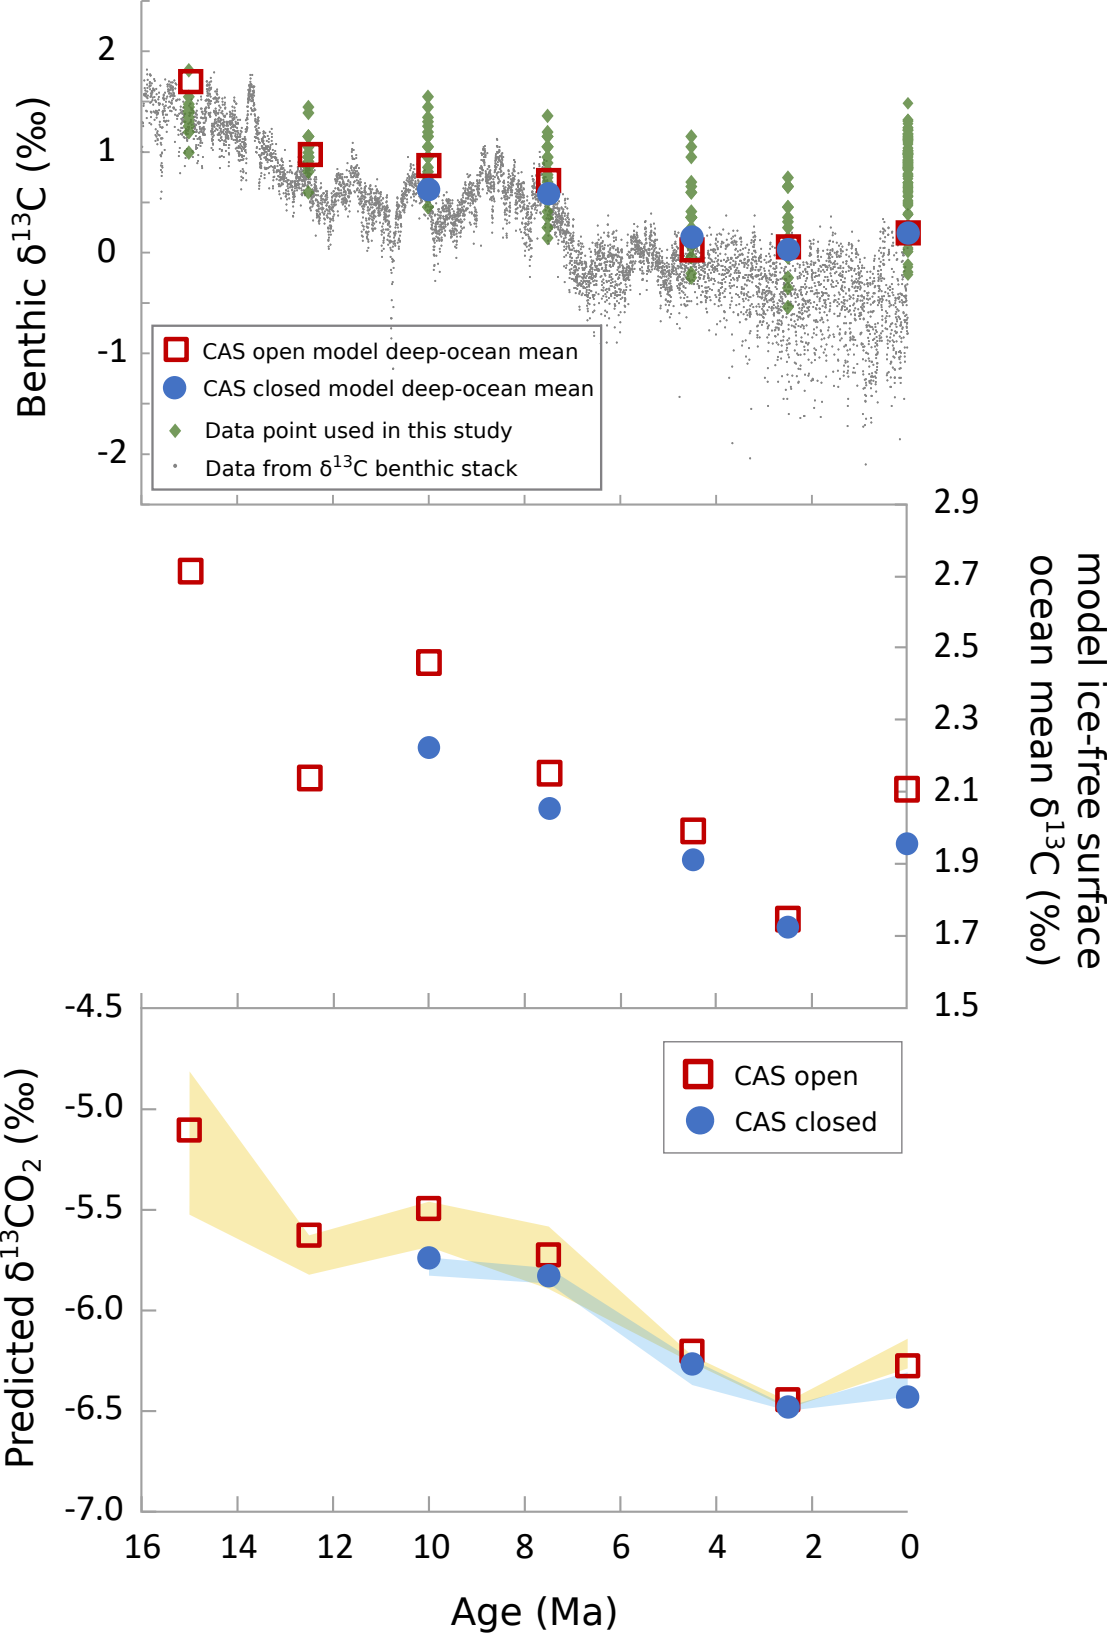 2
1
0
-1
-2
Benthic δ¹³C (‰)
CAS open model deep-ocean mean
CAS closed model deep-ocean mean
Data point used in this study
Data from δ¹³C benthic stack
2.9
2.7
2.5
2.3
2.1
1.9
1.7
1.5
model ice-free surface
ocean mean δ¹³C (‰)
-4.5
-5.0
-5.5
-6.0
-6.5
-7.0
Predicted δ¹³CO₂ (‰)
CAS open
CAS closed
16 14 12 10 8 6 4 2 0
Age (Ma)